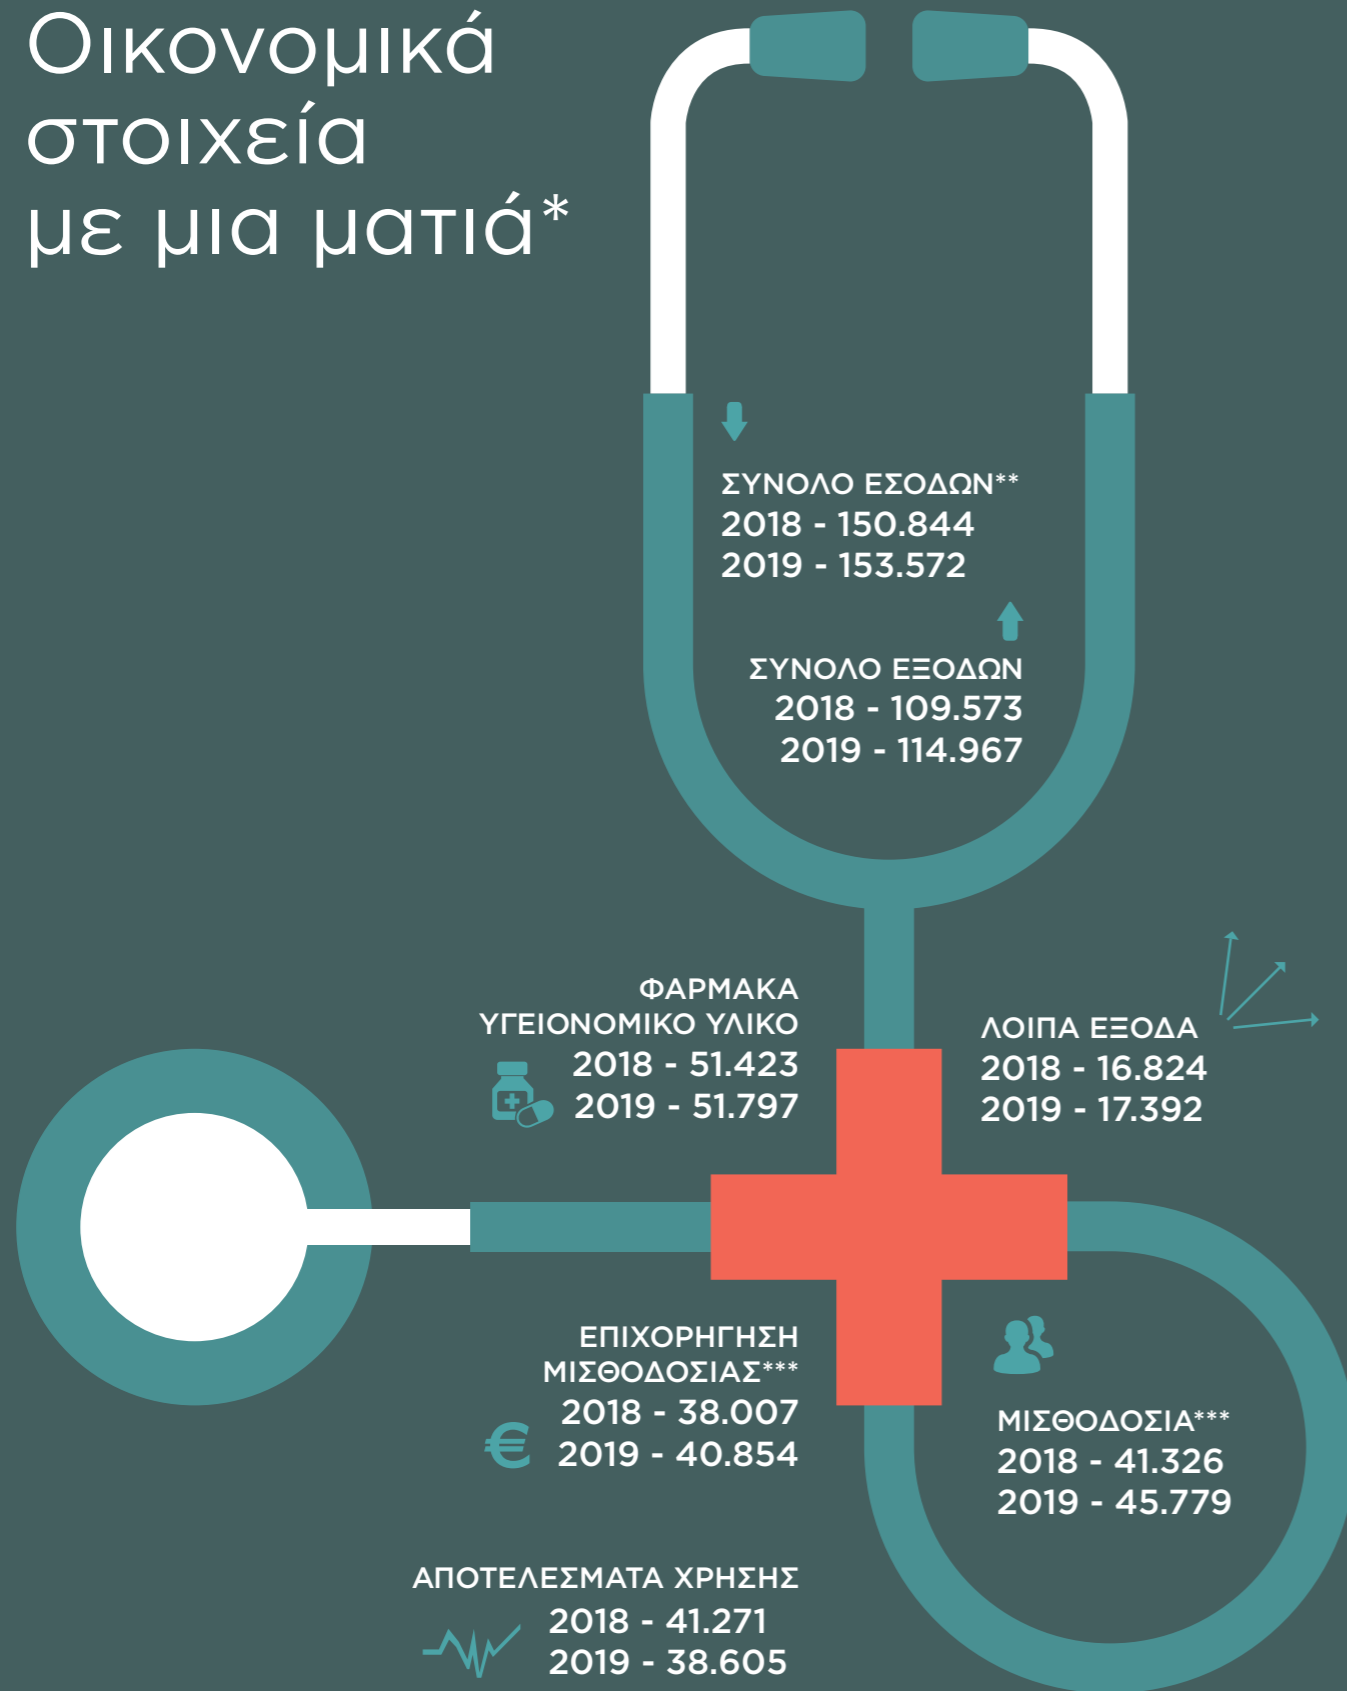 Οικονομικά
στοιχεία
με μια ματιά*
ΣΥΝΟΛΟ ΕΣΟΔΩΝ**
2018 - 150.844
2019 - 153.572
ΣΥΝΟΛΟ ΕΞΟΔΩΝ
2018 - 109.573
2019 - 114.967
ΦΑΡΜΑΚΑ
ΥΓΕΙΟΝΟΜΙΚΟ ΥΛΙΚΟ
2018 - 51.423
2019 - 51.797
ΛΟΙΠΑ ΕΞΟΔΑ
2018 - 16.824
2019 - 17.392
ΕΠΙΧΟΡΗΓΗΣΗ
ΜΙΣΘΟΔΟΣΙΑΣ***
2018 - 38.007
€ 2019 - 40.854
ΜΙΣΘΟΔΟΣΙΑ***
2018 - 41.326
2019 - 45.779
ΑΠΟΤΕΛΕΣΜΑΤΑ ΧΡΗΣΗΣ
2018 - 41.271
2019 - 38.605